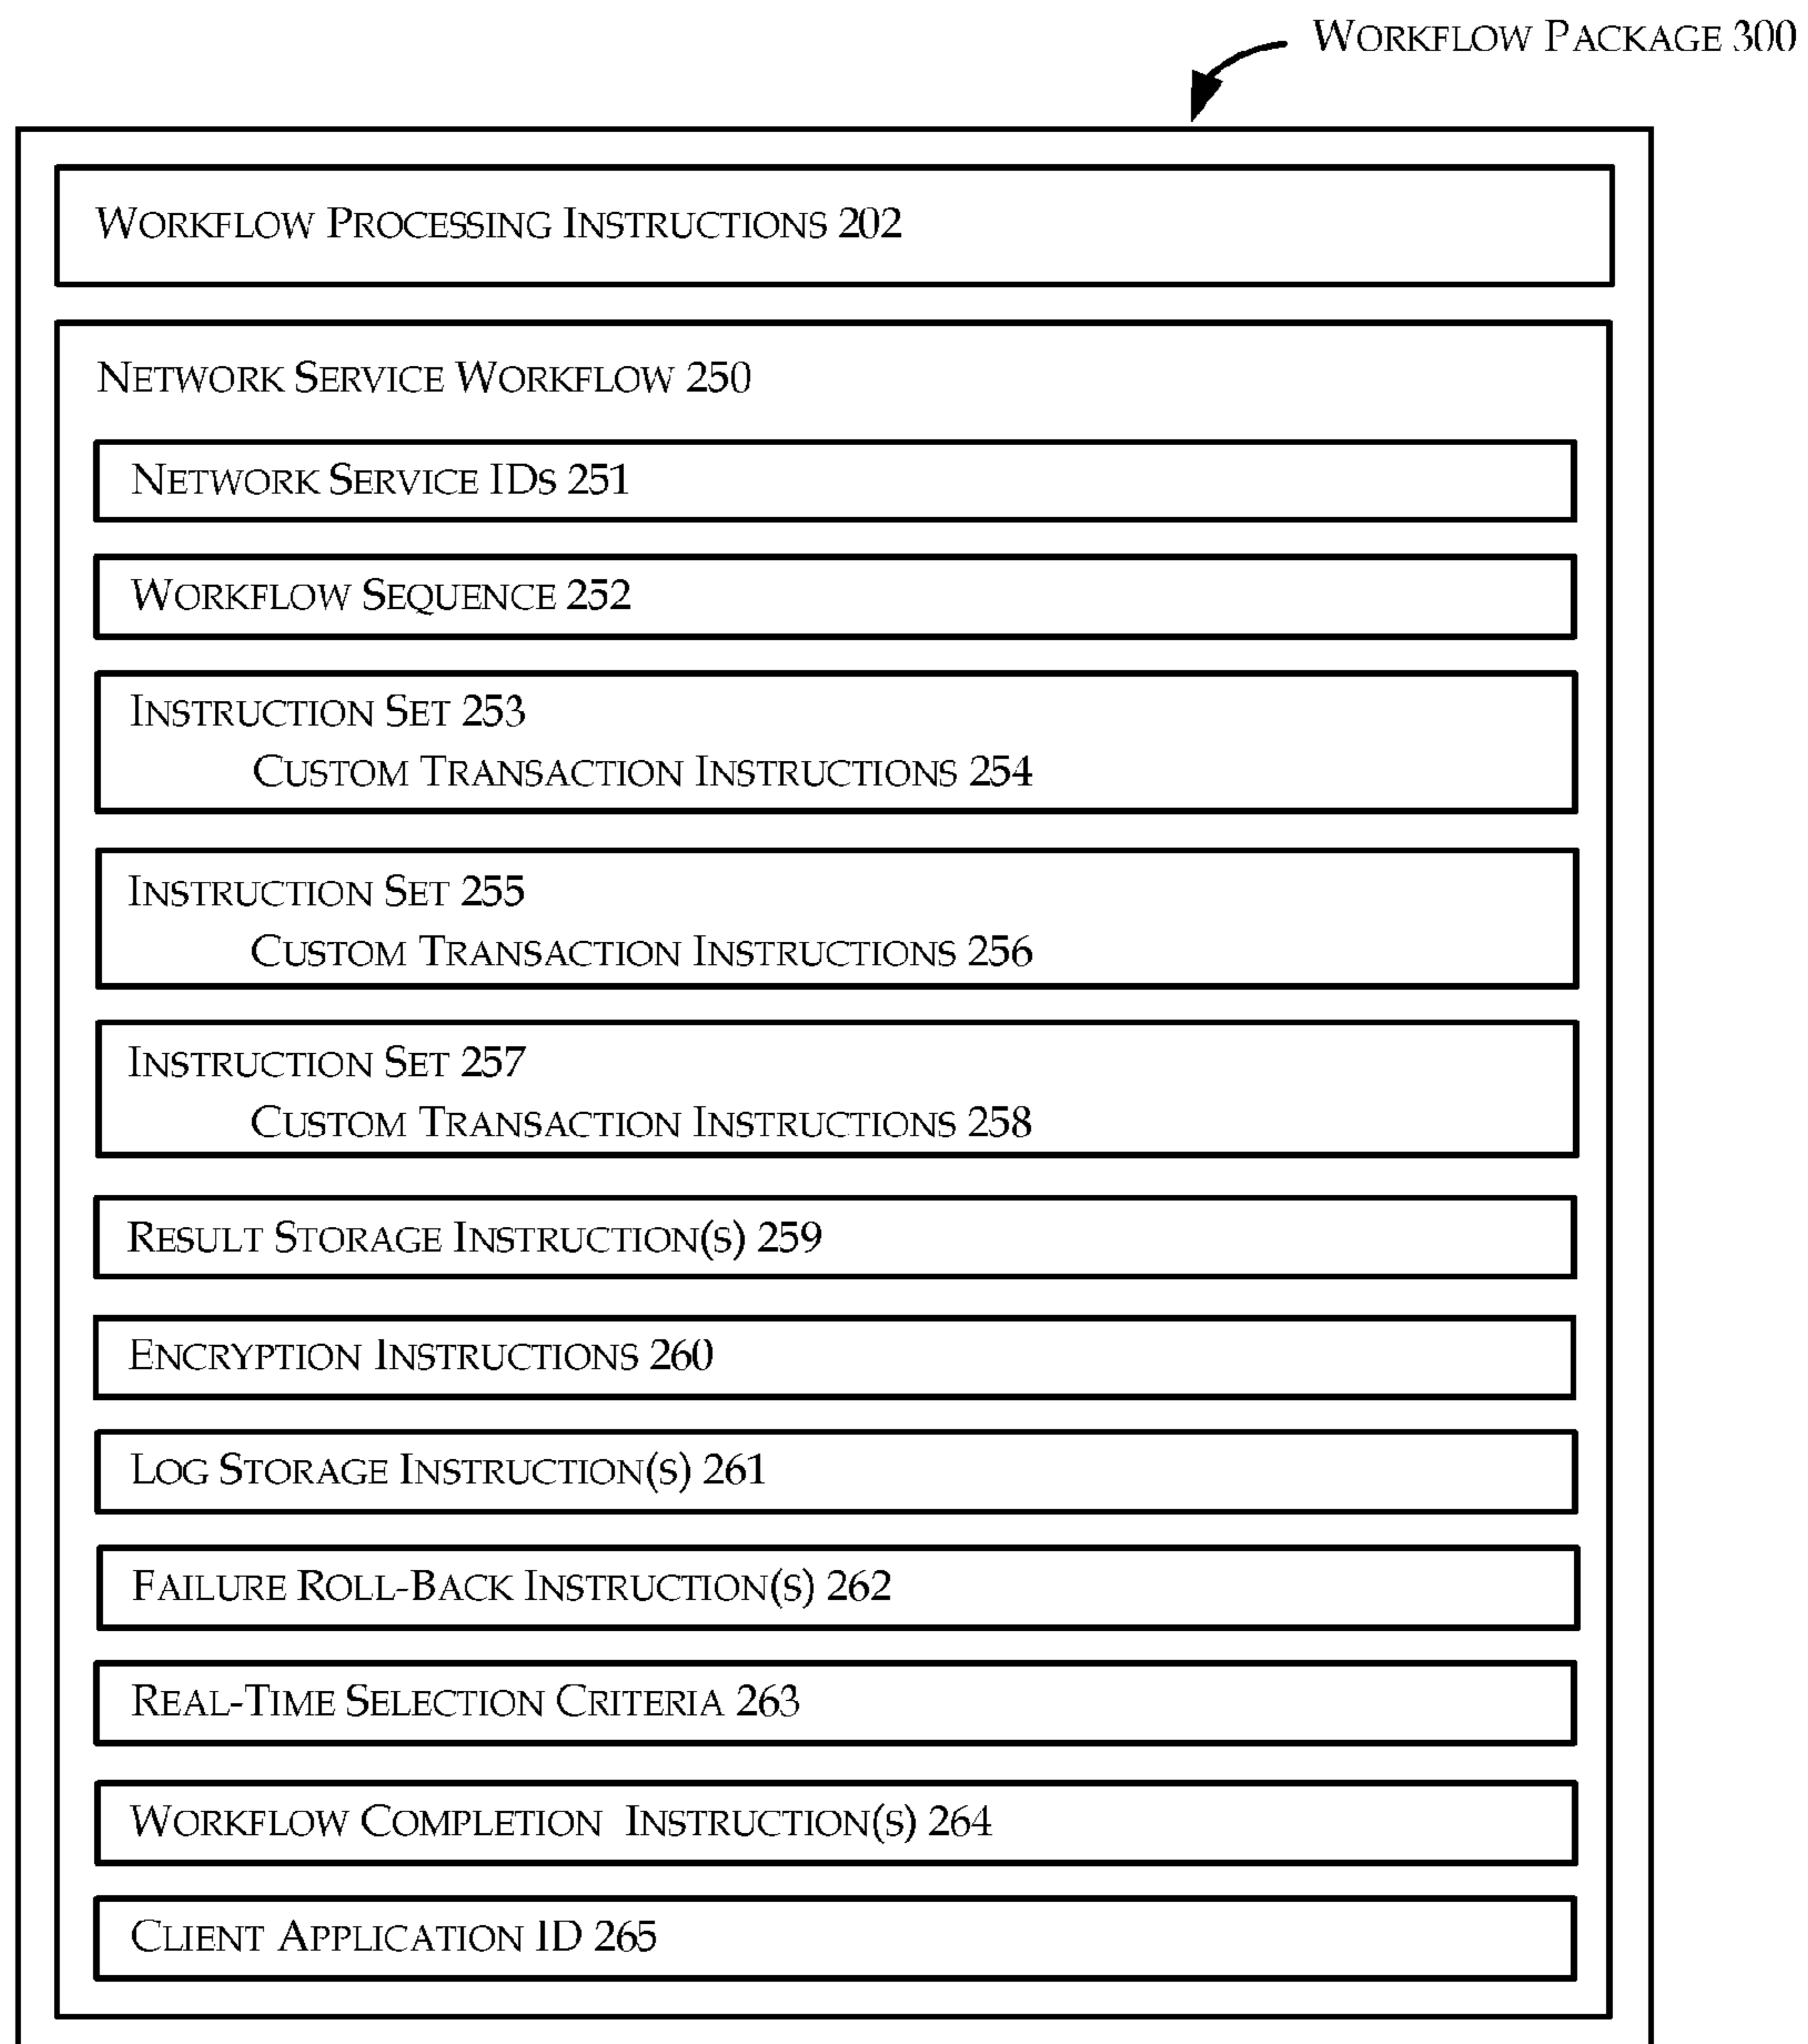 Workflow Package 300
Workflow Processing Instructions 202
Network Service Workflow 250
Network Service IDs 251
Workflow Sequence 252
Instruction Set 253
Custom Transaction Instructions 254
Instruction Set 255
Custom Transaction Instructions 256
Instruction Set 257
Custom Transaction Instructions 258
Result Storage Instruction(s) 259
Encryption Instructions 260
Log Storage Instruction(s) 261
Failure Roll-Back Instruction(s) 262
Real-Time Selection Criteria 263
Workflow Completion Instruction(s) 264
Client Application ID 265